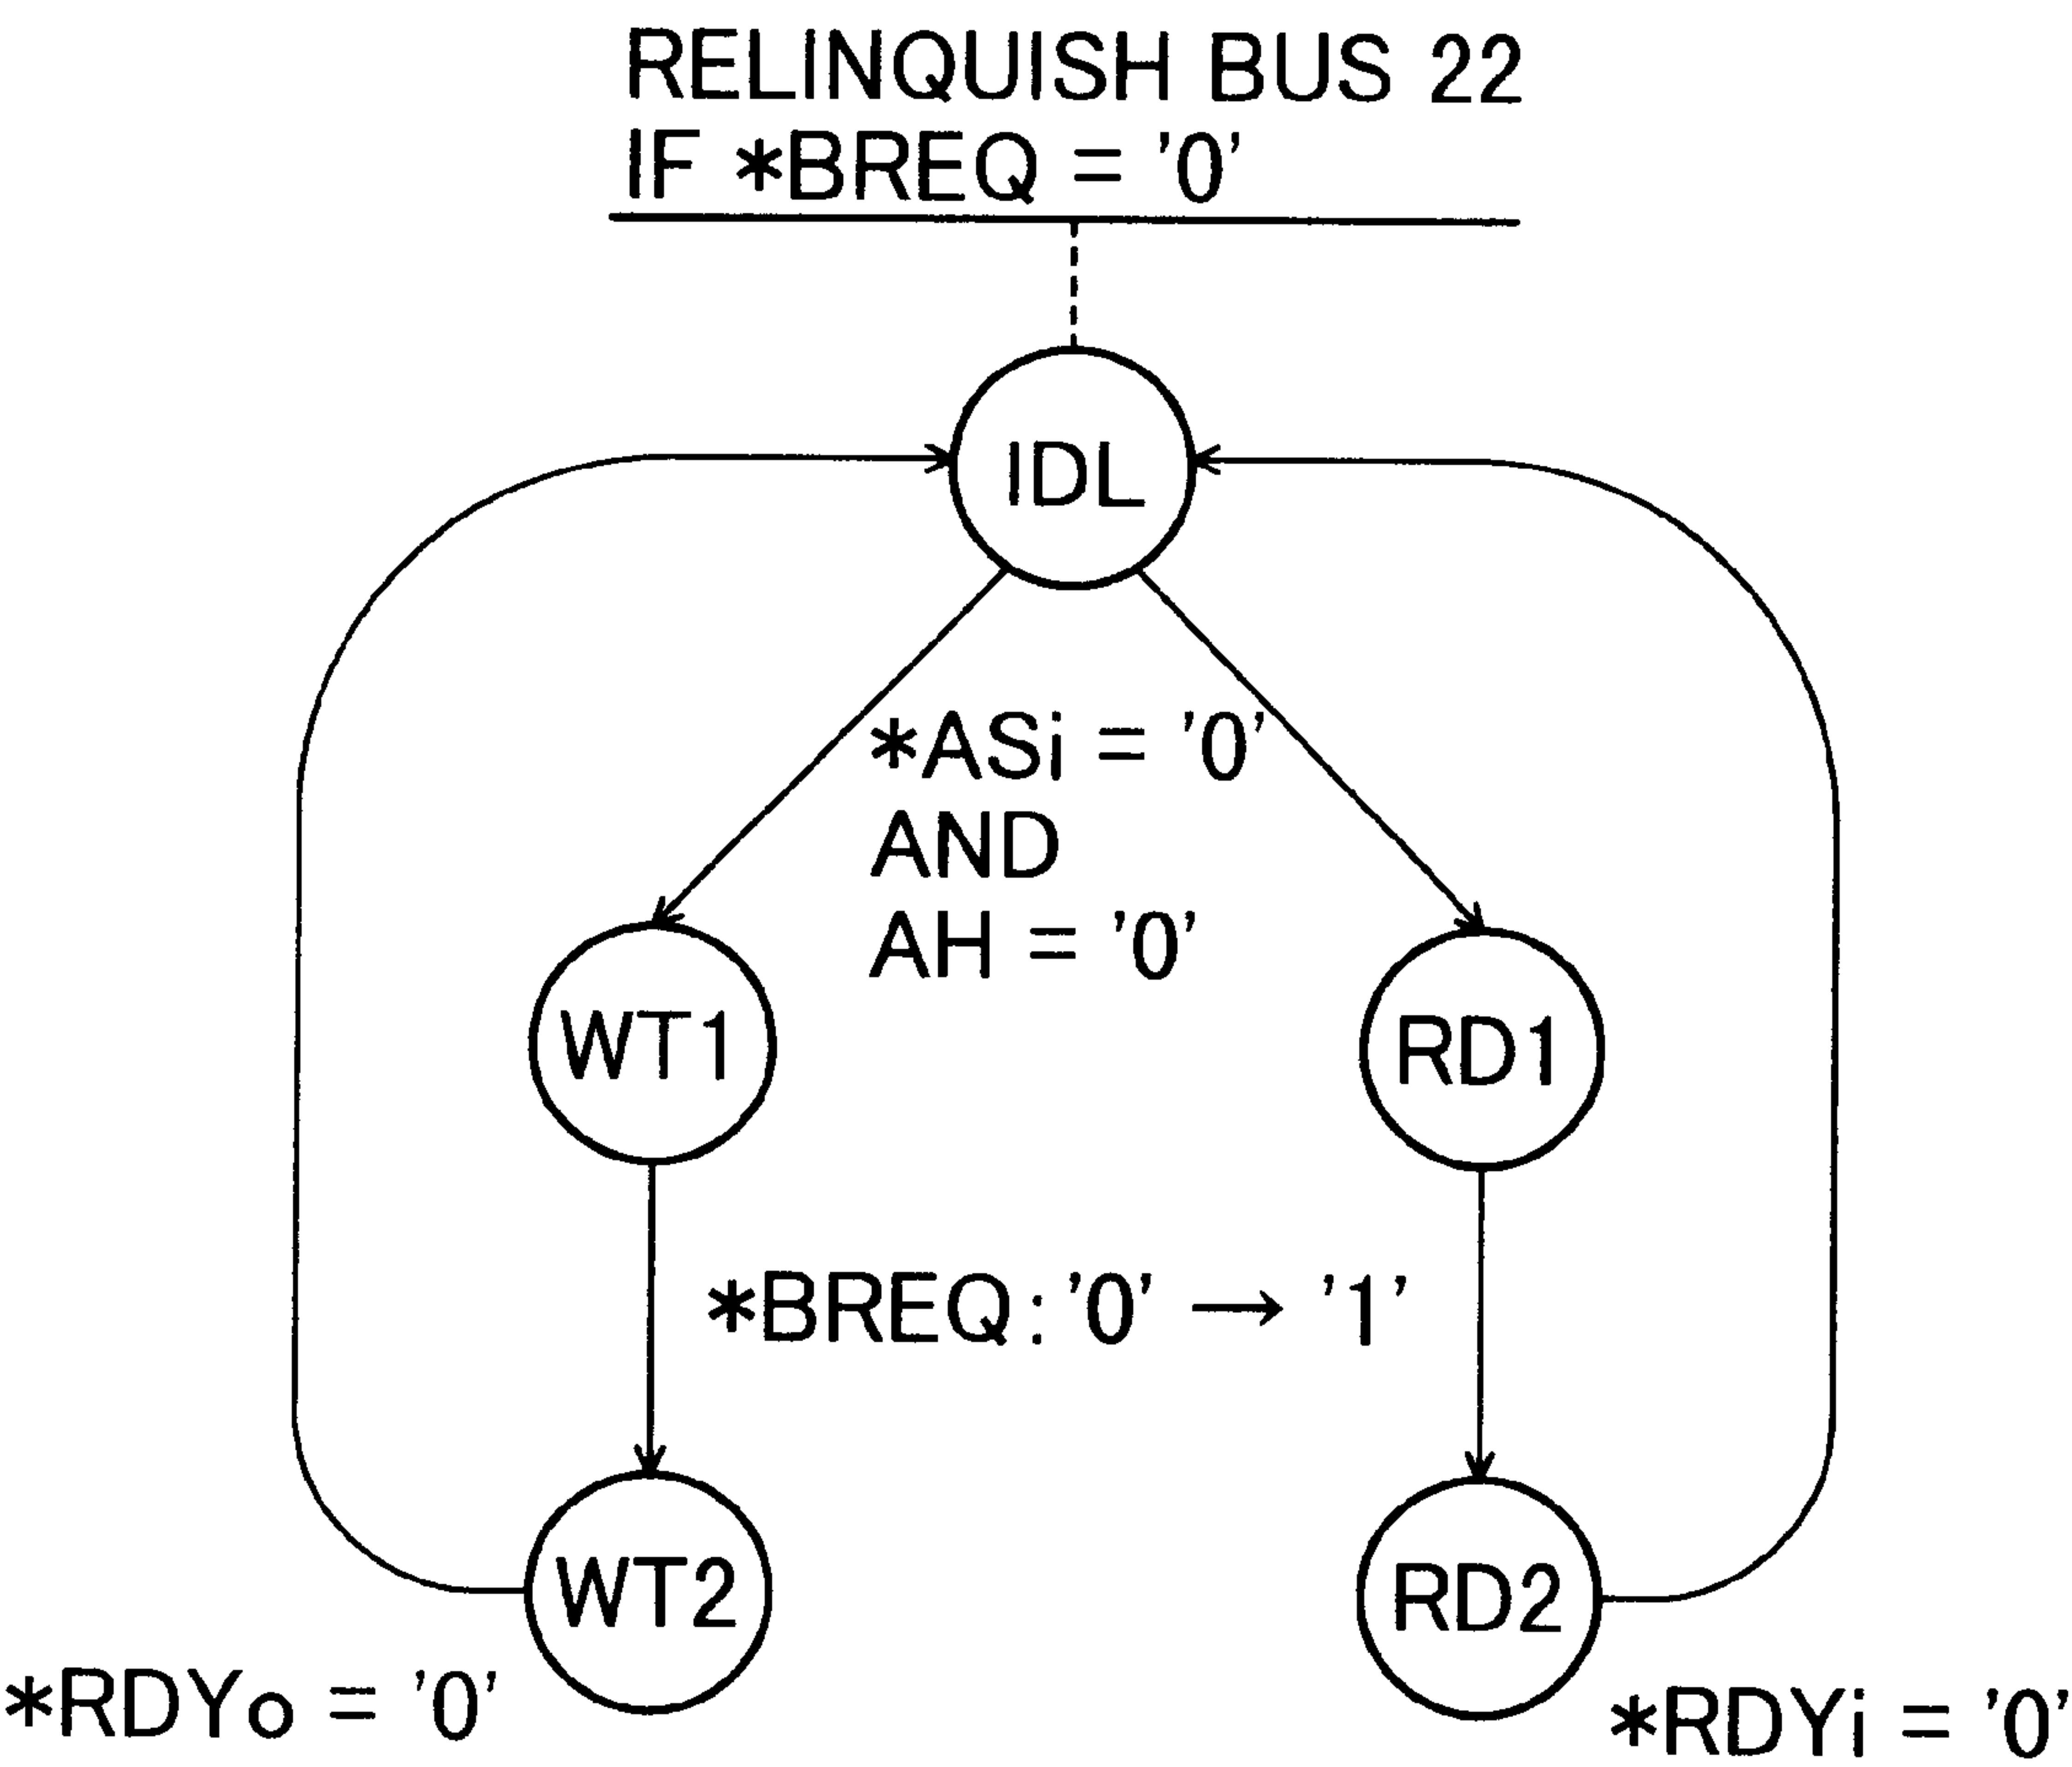 RELINQUISH BUS 22
IF *BREQ = '0'
IDL
*ASi = '0'
AND
AH = '0'
WT1
RD1
*BREQ: '0' → '1'
WT2
RD2
*RDYo = '0'
*RDYi = '0'